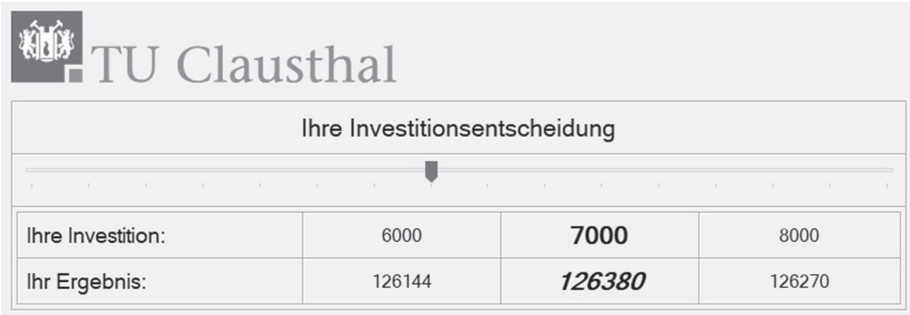 TU Clausthal
Ihre Investitionsentscheidung
Ihre Investition: 6000 7000 8000
Ihr Ergebnis: 126144 126380 126270